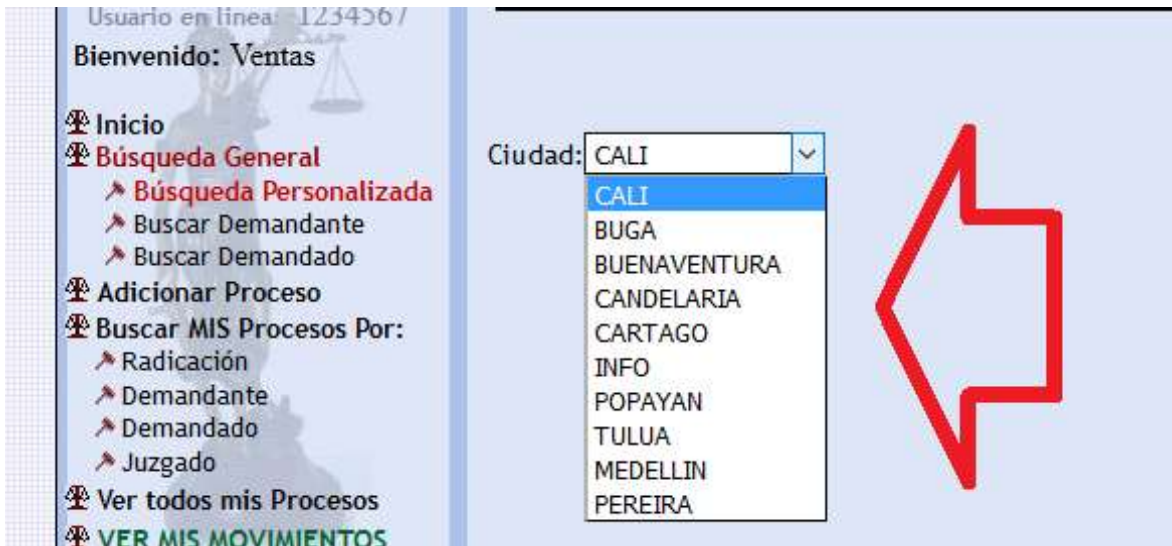 Usuario en linea: 1234567
Bienvenido: Ventas
Inicio
Búsqueda General
Búsqueda Personalizada
Buscar Demandante
Buscar Demandado
Adicionar Proceso
Buscar MIS Procesos Por:
Radicación
Demandante
Demandado
Juzgado
Ver todos mis Procesos
VER MIS MOVIMIENTOS
Ciudad: CALI
CALI
BUGA
BUENAVENTURA
CANDELARIA
CARTAGO
INFO
POPAYAN
TULUA
MEDELLIN
PEREIRA